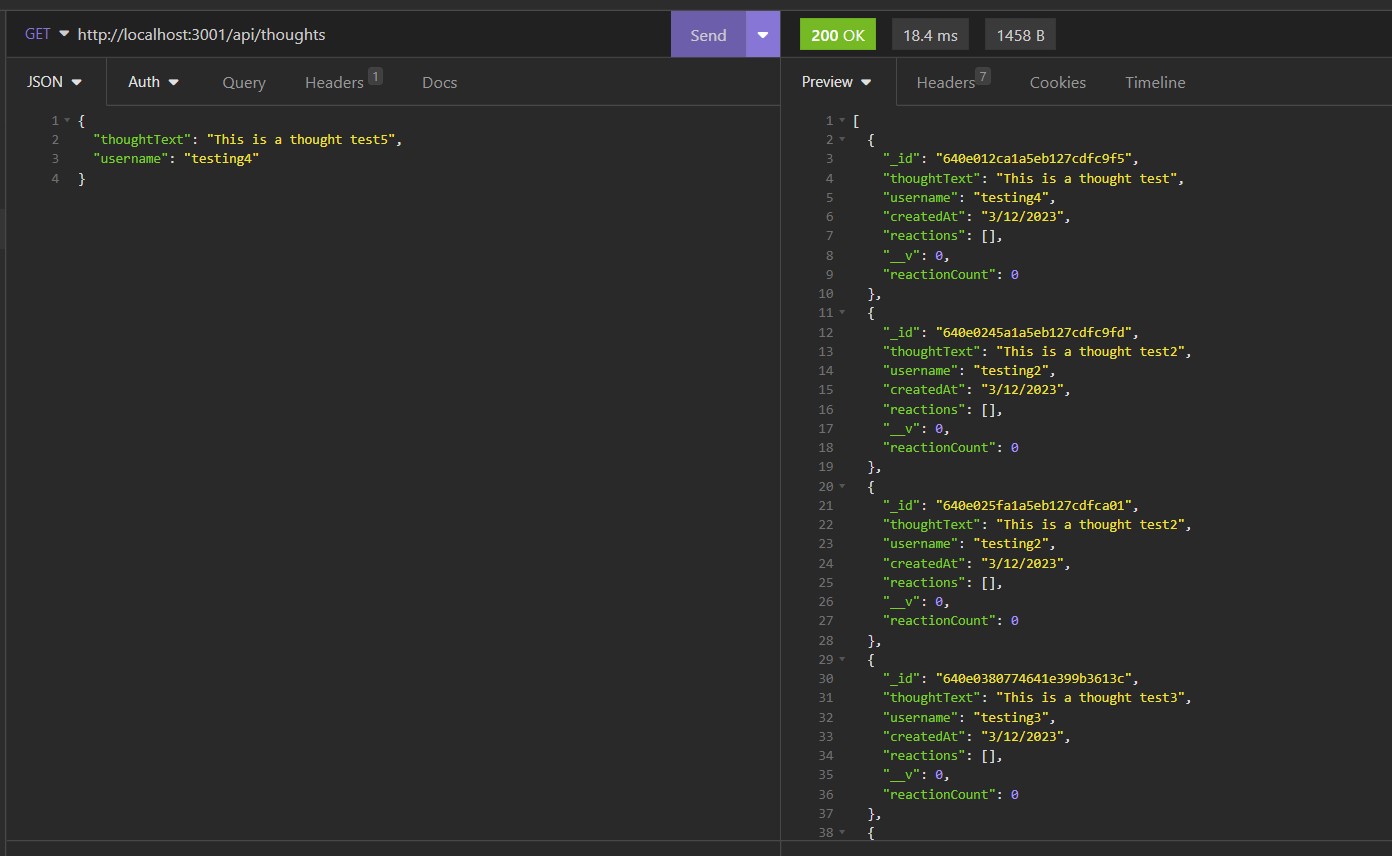 GET http://localhost:3001/api/thoughts Send
JSON Auth Query Headers 1 Docs
1 {
2 "thoughtText": "This is a thought test5",
3 "username": "testing4"
4 }
200 OK 18.4 ms 1458 B
Preview Headers 7 Cookies Timeline
1 [
2 {
3 "_id": "640e012ca1a5eb127cdfc9f5",
4 "thoughtText": "This is a thought test",
5 "username": "testing4",
6 "createdAt": "3/12/2023",
7 "reactions": [],
8 "__v": 0,
9 "reactionCount": 0
10 },
11 {
12 "_id": "640e0245a1a5eb127cdfc9fd",
13 "thoughtText": "This is a thought test2",
14 "username": "testing2",
15 "createdAt": "3/12/2023",
16 "reactions": [],
17 "__v": 0,
18 "reactionCount": 0
19 },
20 {
21 "_id": "640e025fa1a5eb127cdfca01",
22 "thoughtText": "This is a thought test2",
23 "username": "testing2",
24 "createdAt": "3/12/2023",
25 "reactions": [],
26 "__v": 0,
27 "reactionCount": 0
28 },
29 {
30 "_id": "640e0380774641e399b3613c",
31 "thoughtText": "This is a thought test3",
32 "username": "testing3",
33 "createdAt": "3/12/2023",
34 "reactions": [],
35 "__v": 0,
36 "reactionCount": 0
37 },
38 {